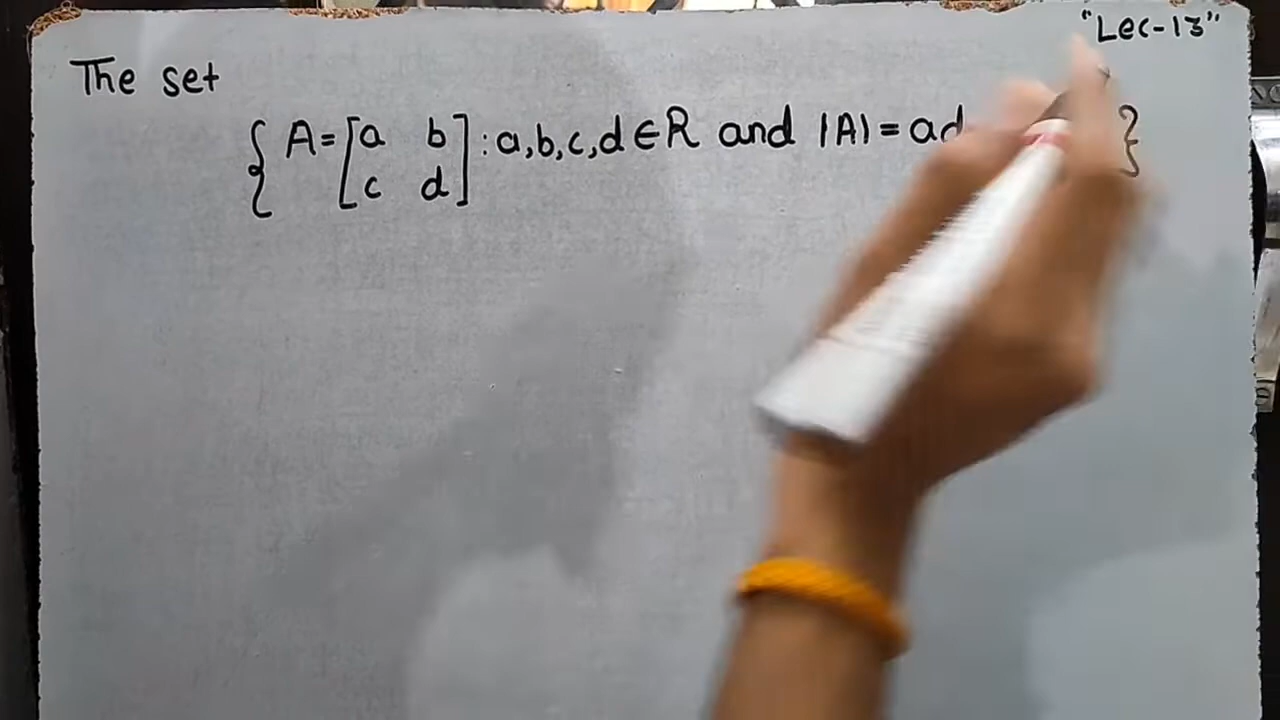 "Lec-13"
The set
{ A = [a b
c d] : a,b,c,d ∈ R and |A| = ad }